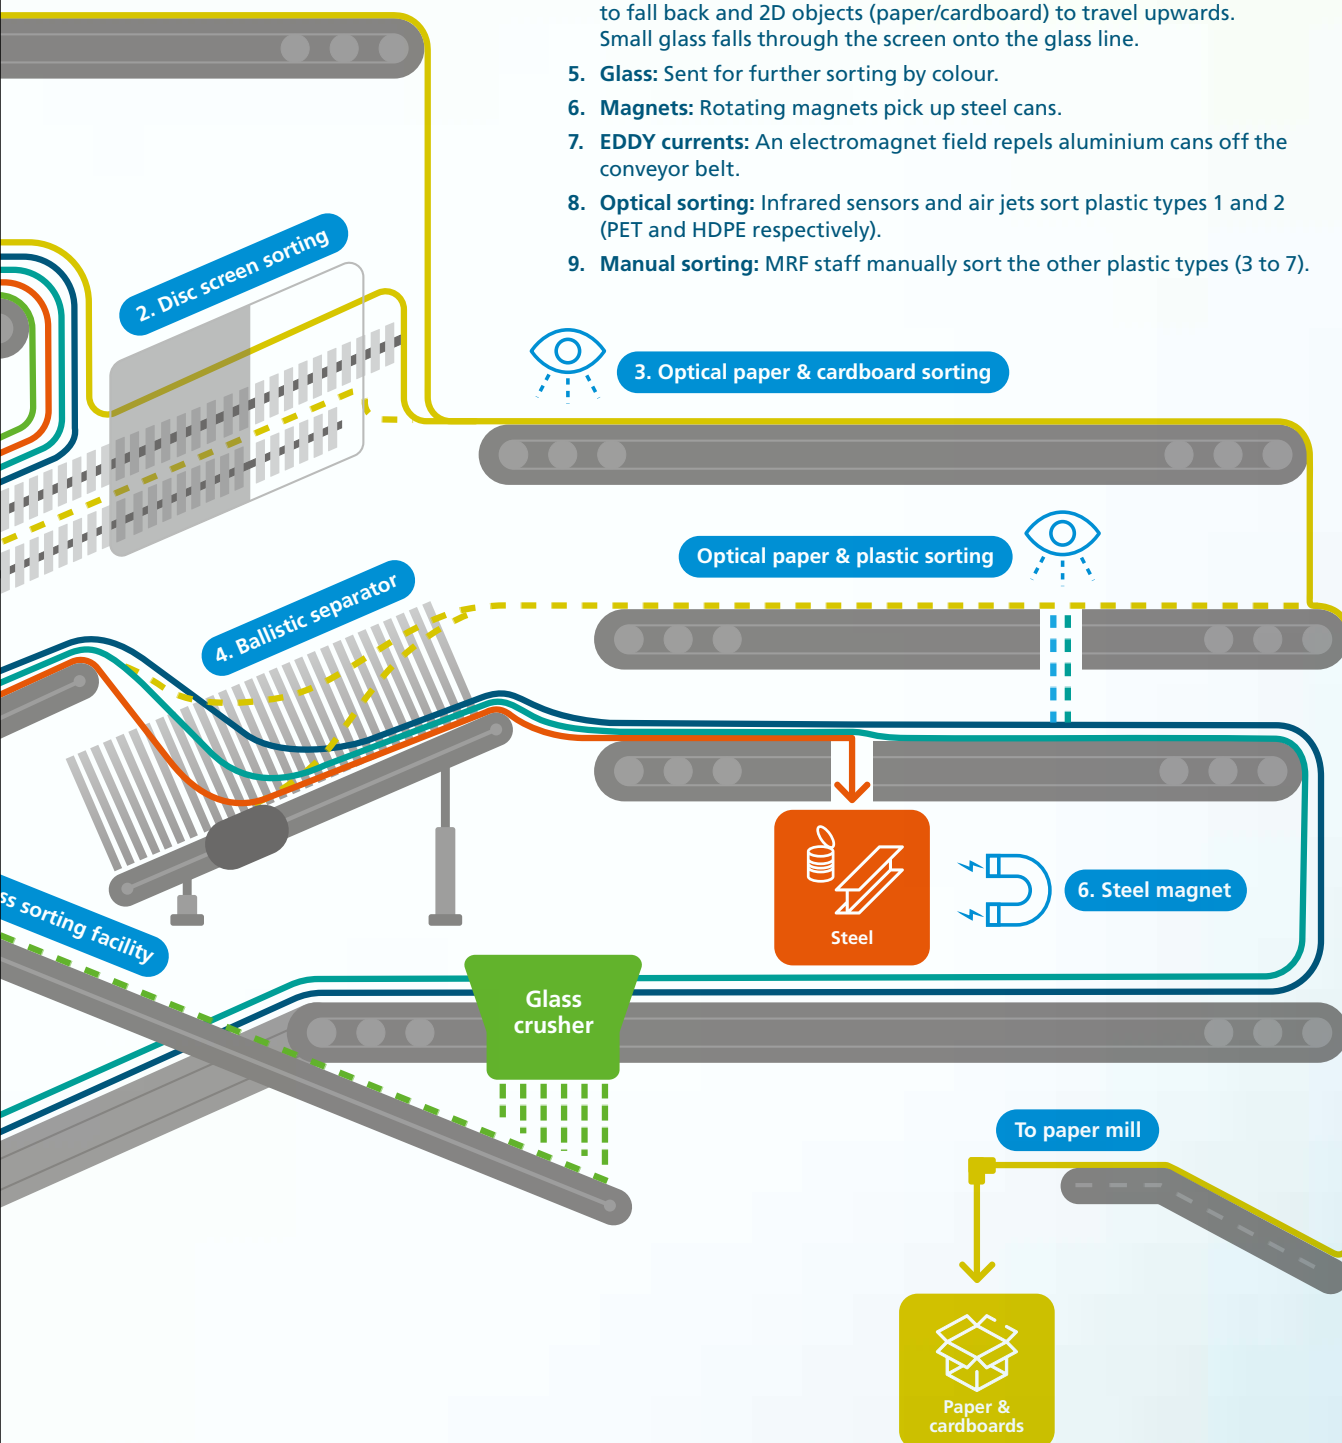 to fall back and 2D objects (paper/cardboard) to travel upwards.
Small glass falls through the screen onto the glass line.
5. Glass: Sent for further sorting by colour.
6. Magnets: Rotating magnets pick up steel cans.
7. EDDY currents: An electromagnet field repels aluminium cans off the
conveyor belt.
8. Optical sorting: Infrared sensors and air jets sort plastic types 1 and 2
(PET and HDPE respectively).
9. Manual sorting: MRF staff manually sort the other plastic types (3 to 7).
2. Disc screen sorting
3. Optical paper & cardboard sorting
Optical paper & plastic sorting
4. Ballistic separator
Steel
6. Steel magnet
sorting facility
Glass
crusher
To paper mill
Paper &
cardboards